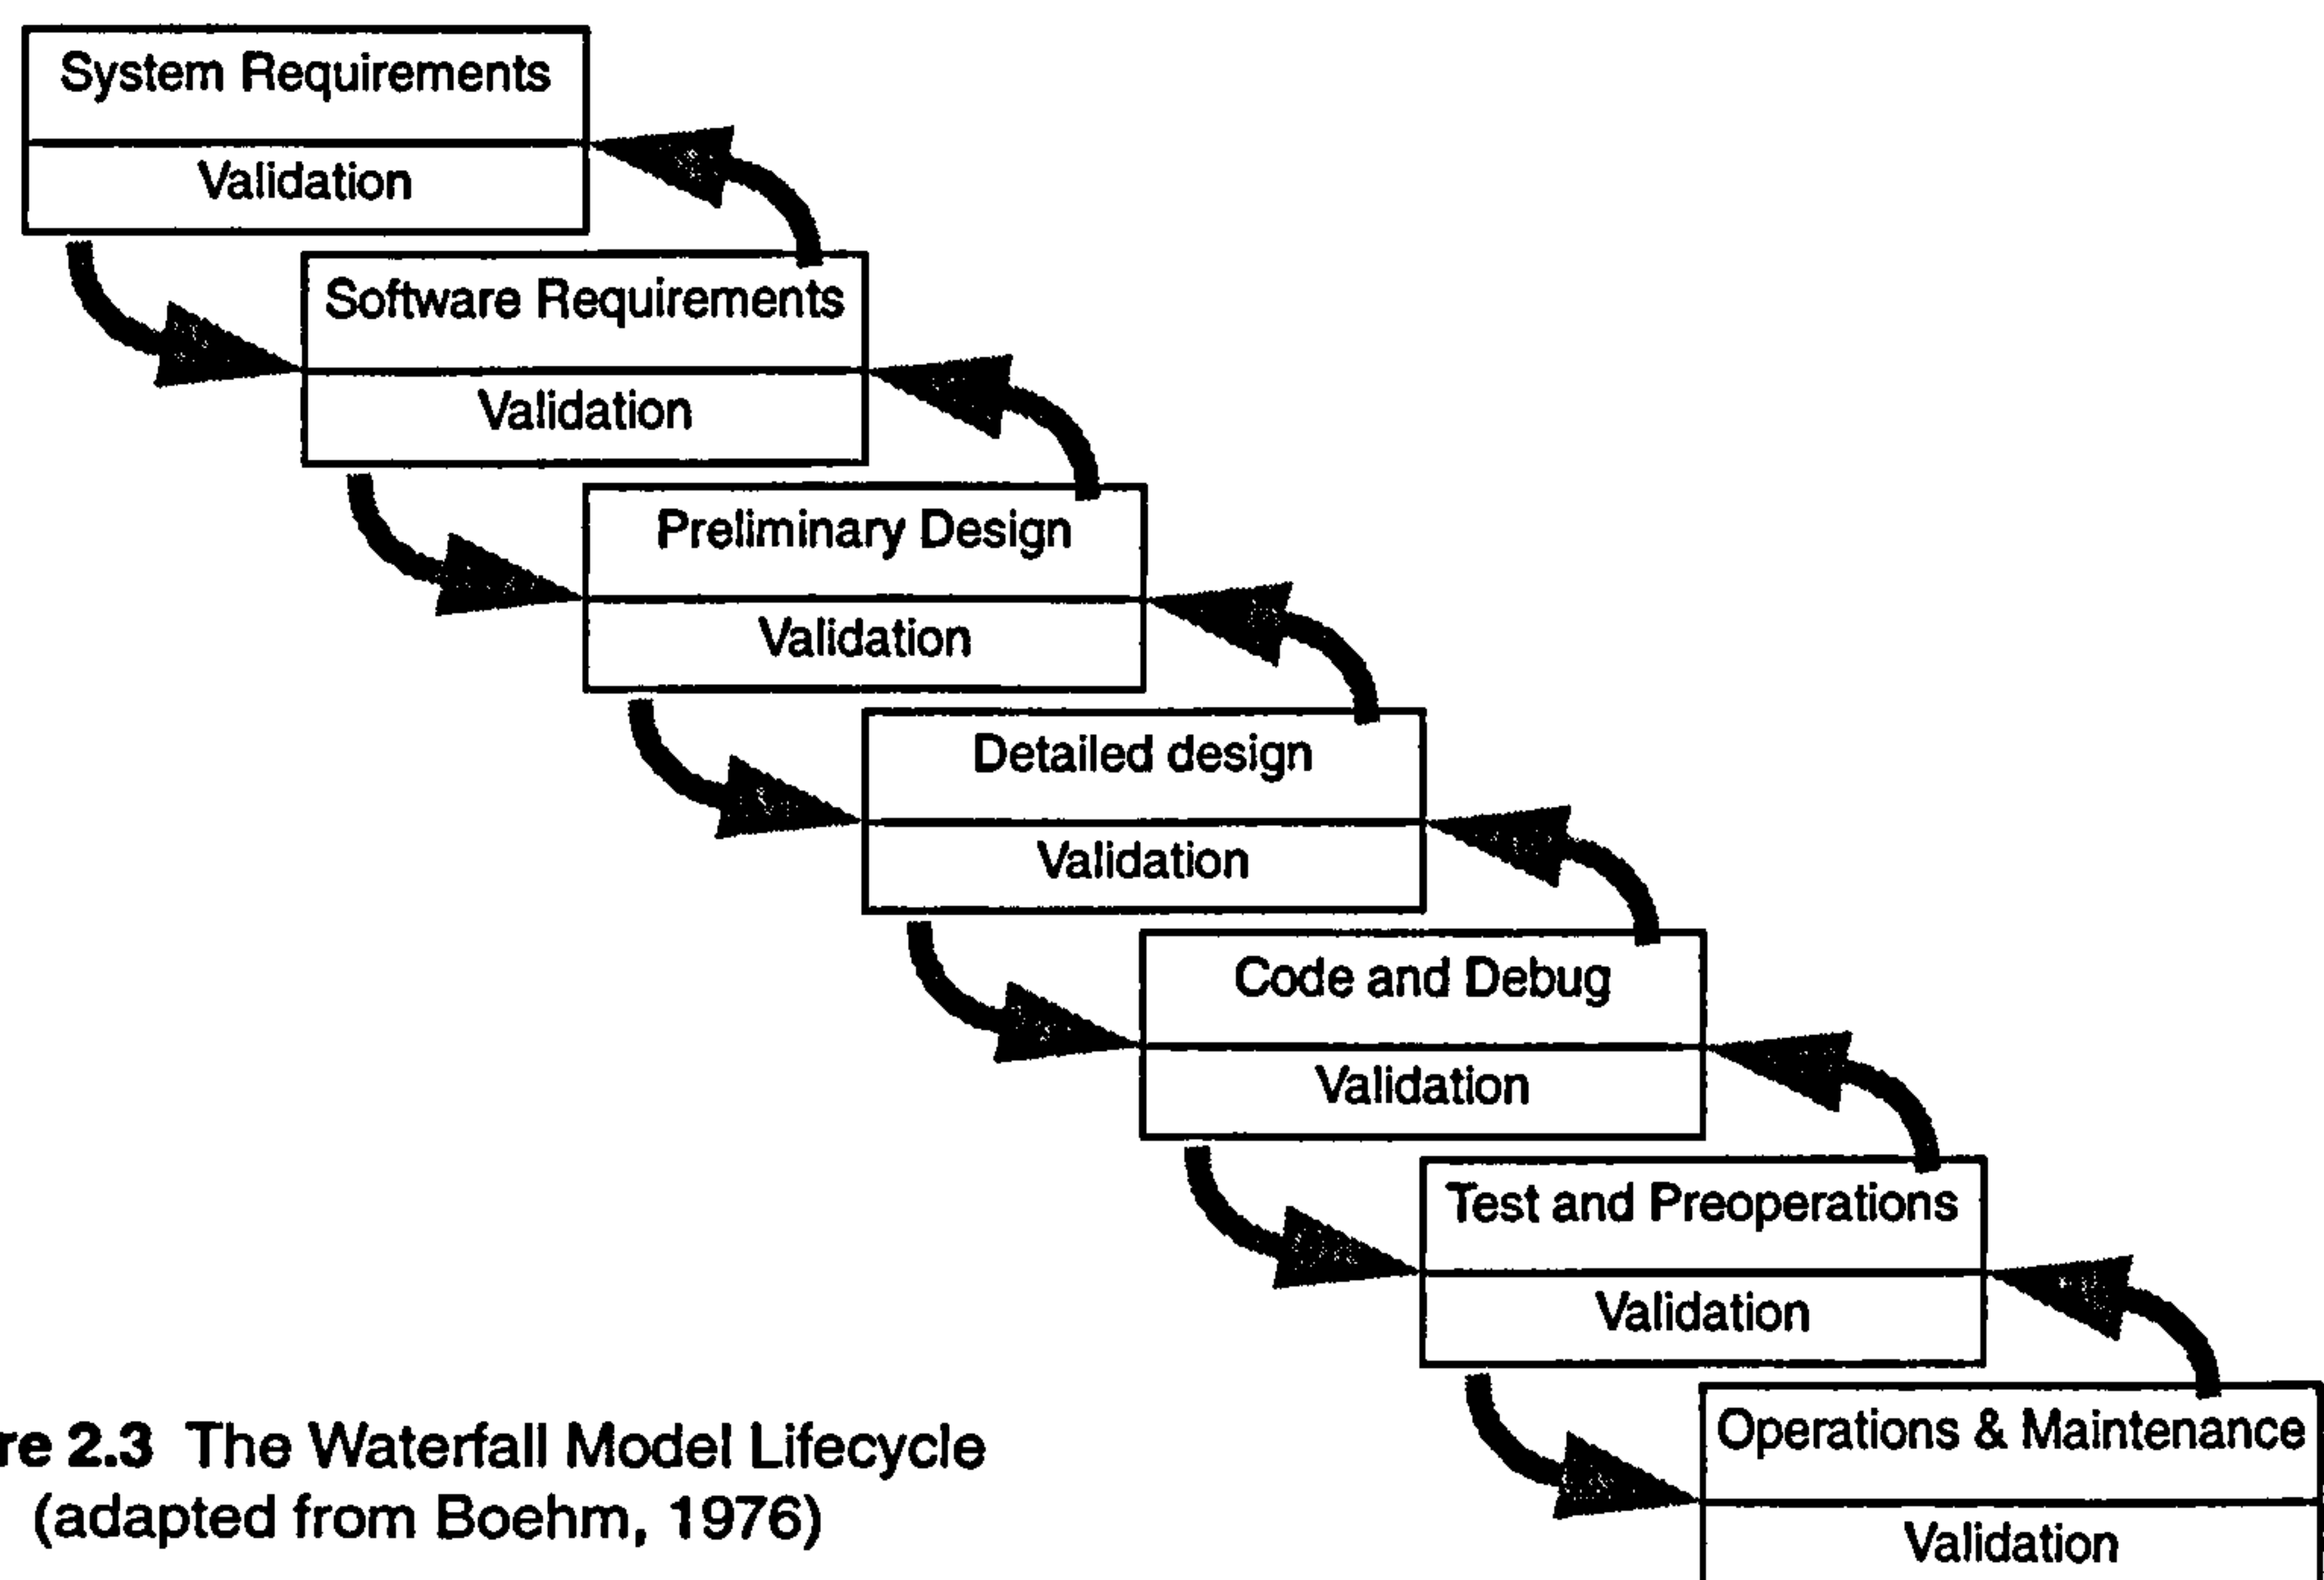 System Requirements
Validation
Software Requirements
Validation
Preliminary Design
Validation
Detailed design
Validation
Code and Debug
Validation
Test and Preoperations
Validation
Operations & Maintenance
Validation
re 2.3 The Waterfall Model Lifecycle
(adapted from Boehm, 1976)